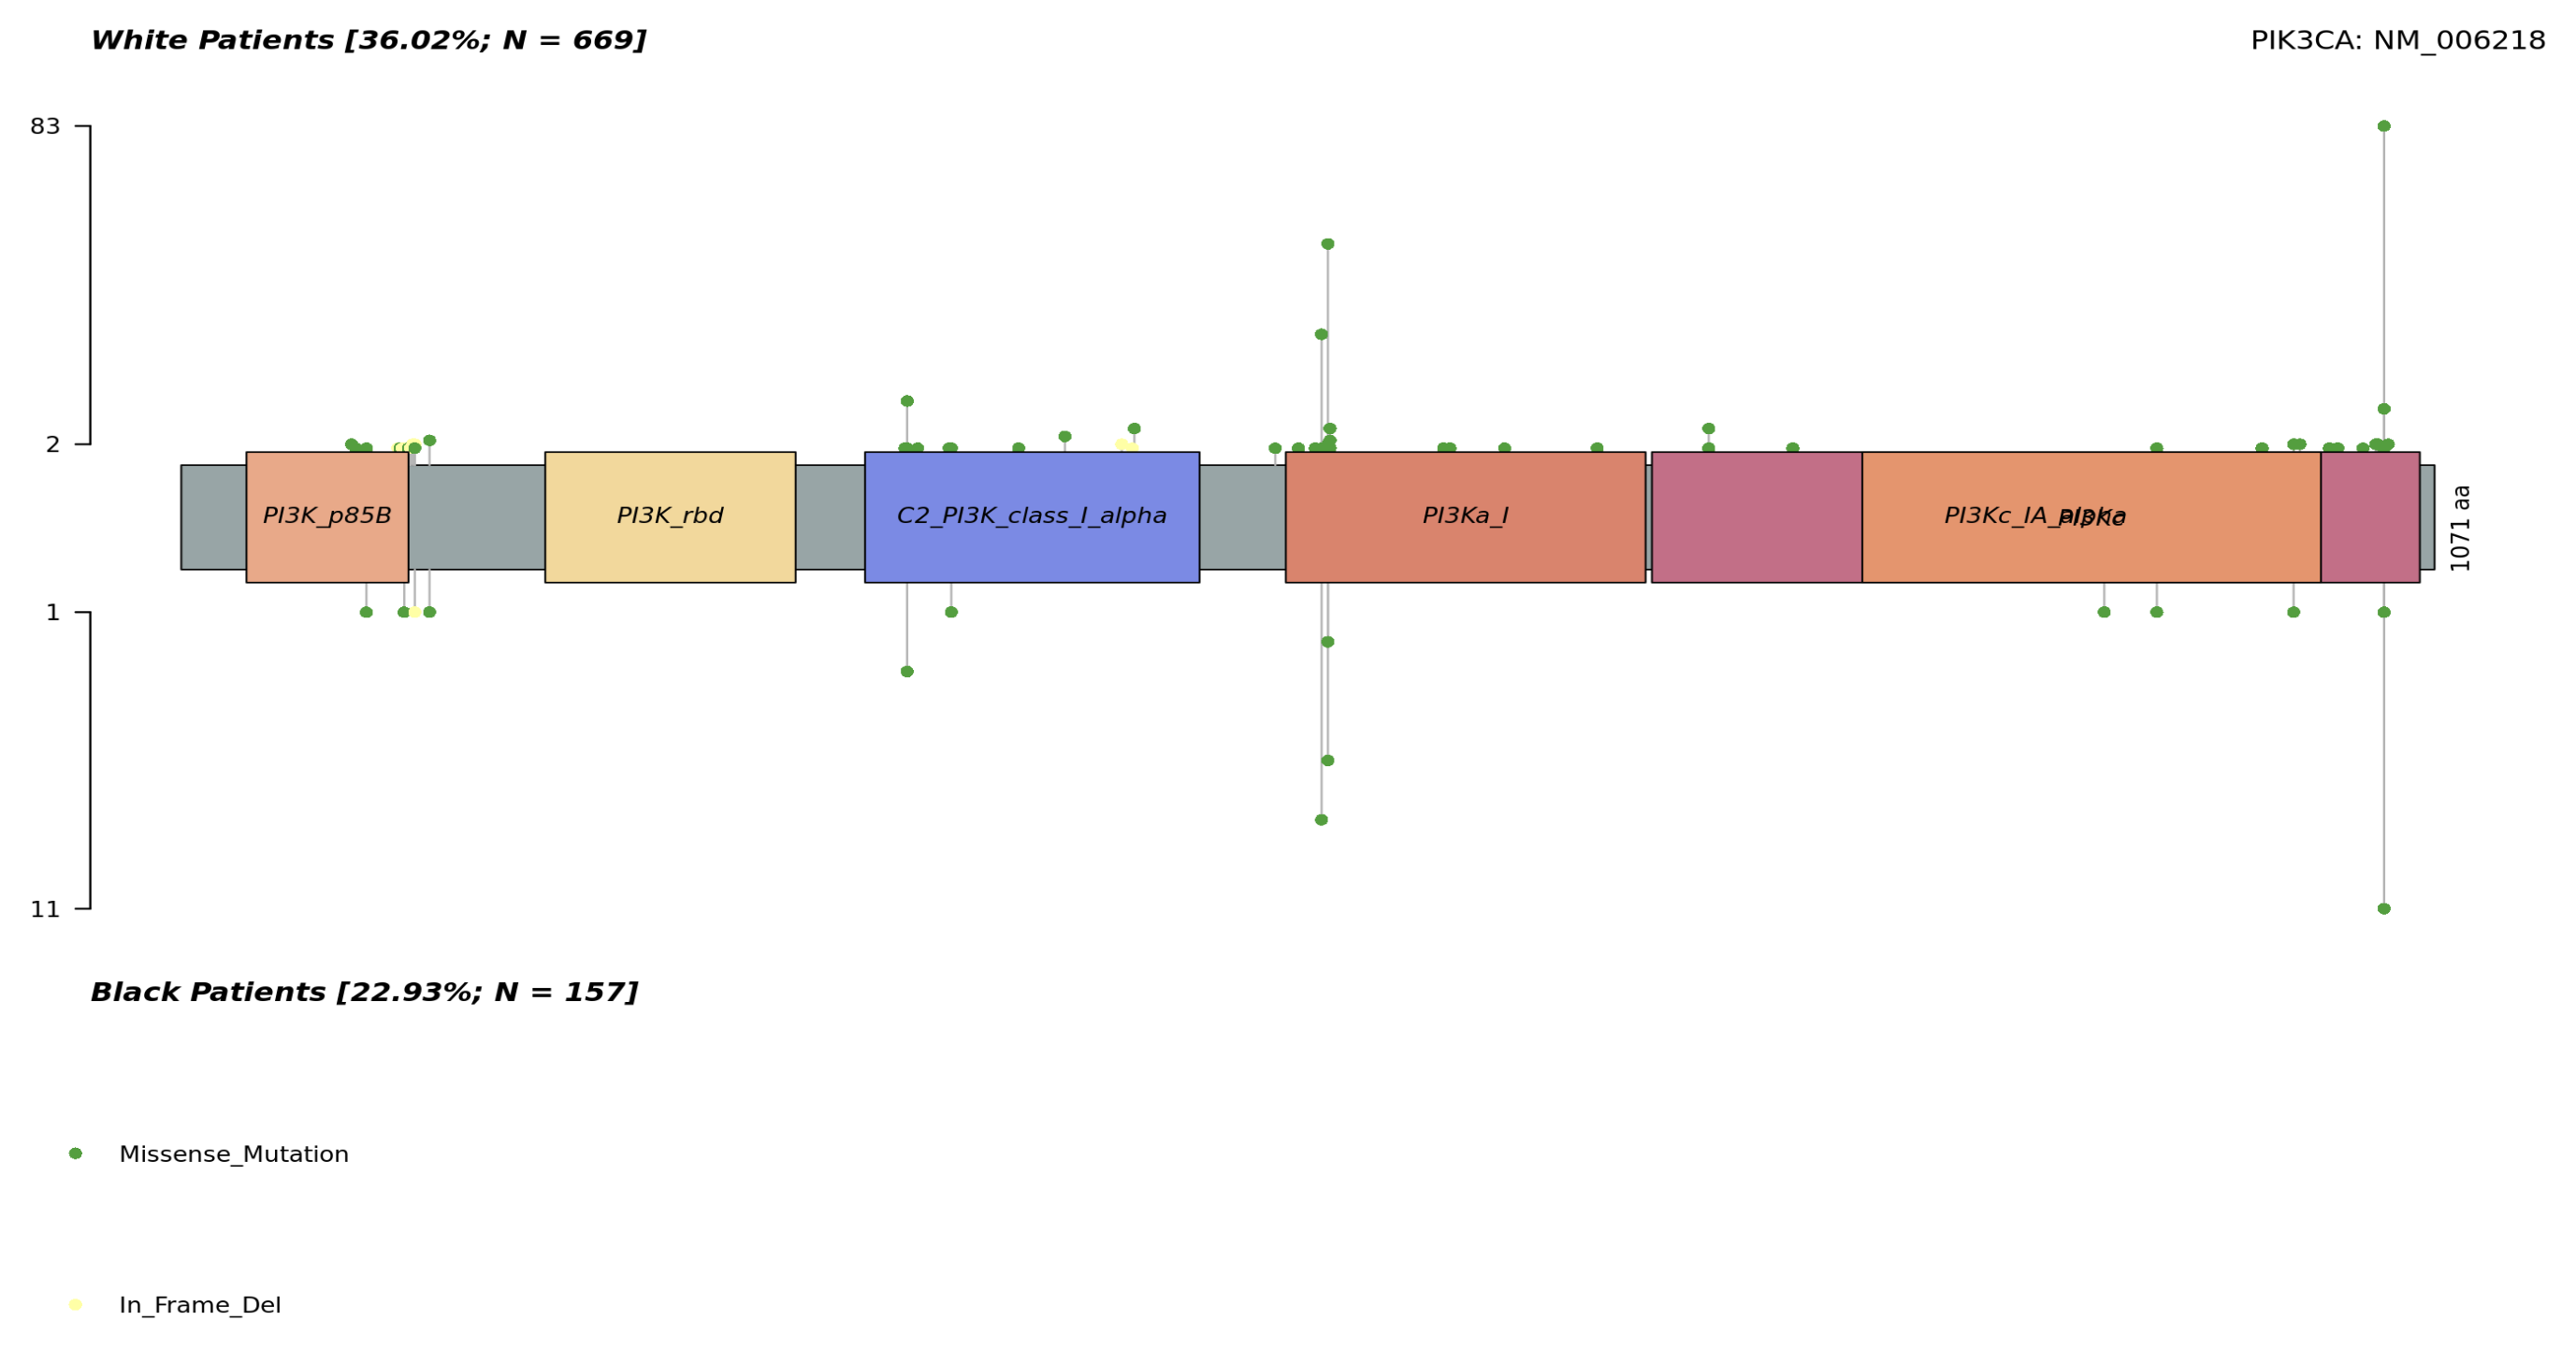 White Patients [36.02%; N = 669]
PIK3CA: NM_006218
83
2
PI3K_p85B
PI3K_rbd
C2_PI3K_class_I_alpha
PI3Ka_I
PI3Kc_IA_alpha
PI3Kc
1071 aa
1
11
Black Patients [22.93%; N = 157]
Missense_Mutation
In_Frame_Del